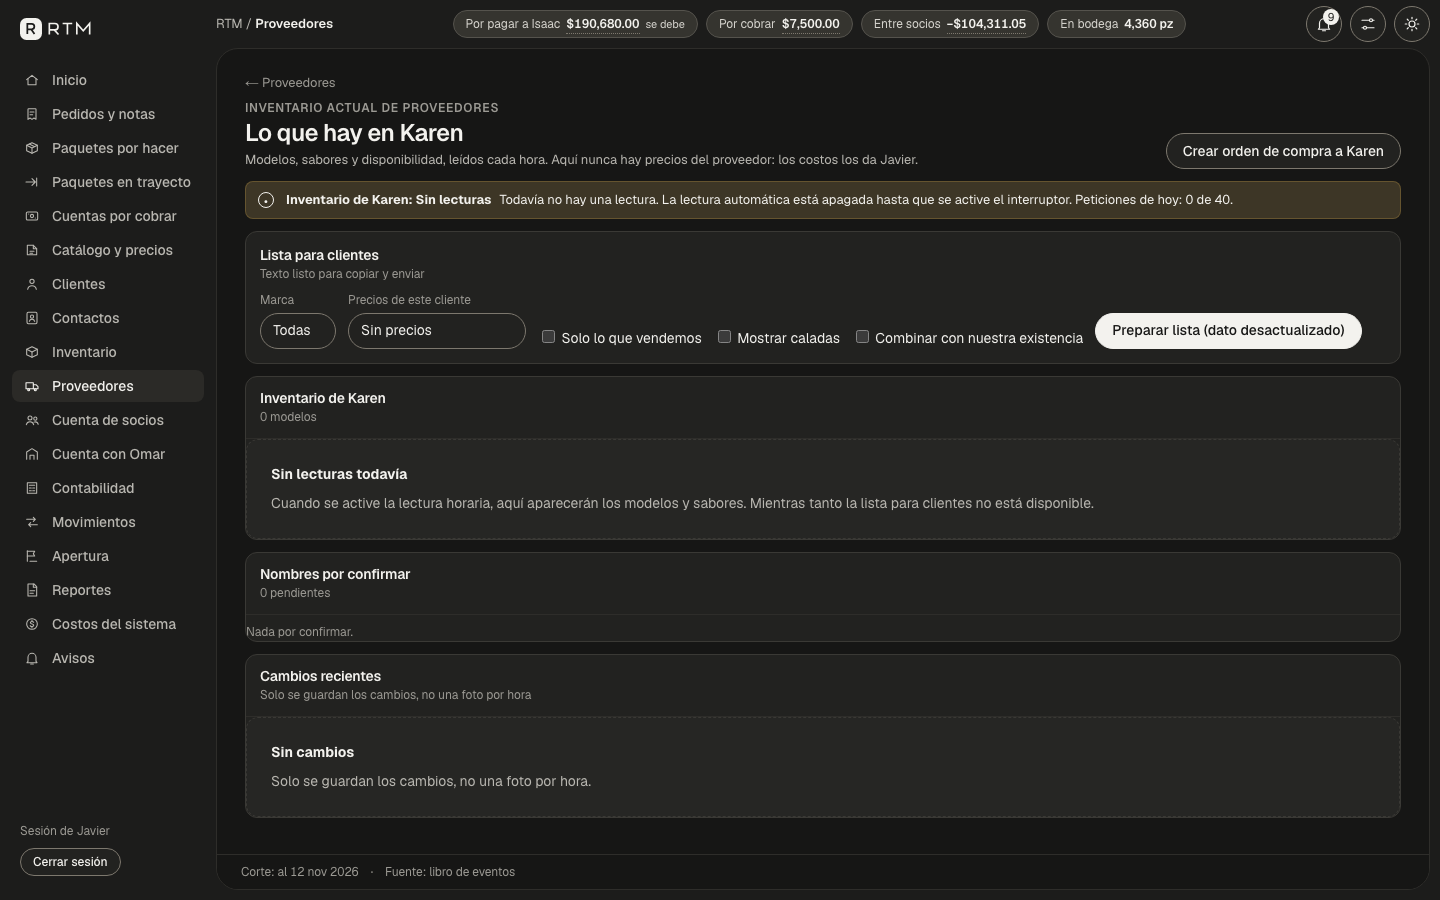 R RTM
RTM / Proveedores
Por pagar a Isaac $190,680.00 se debe
Por cobrar $7,500.00
Entre socios −$104,311.05
En bodega 4,360 pz
9
Inicio
Pedidos y notas
Paquetes por hacer
Paquetes en trayecto
Cuentas por cobrar
Catálogo y precios
Clientes
Contactos
Inventario
Proveedores
Cuenta de socios
Cuenta con Omar
Contabilidad
Movimientos
Apertura
Reportes
Costos del sistema
Avisos
Sesión de Javier
Cerrar sesión
← Proveedores
INVENTARIO ACTUAL DE PROVEEDORES
Lo que hay en Karen
Modelos, sabores y disponibilidad, leídos cada hora. Aquí nunca hay precios del proveedor: los costos los da Javier.
Crear orden de compra a Karen
Inventario de Karen: Sin lecturas Todavía no hay una lectura. La lectura automática está apagada hasta que se active el interruptor. Peticiones de hoy: 0 de 40.
Lista para clientes
Texto listo para copiar y enviar
Marca Precios de este cliente
Todas Sin precios Solo lo que vendemos Mostrar caladas Combinar con nuestra existencia Preparar lista (dato desactualizado)
Inventario de Karen
0 modelos
Sin lecturas todavía
Cuando se active la lectura horaria, aquí aparecerán los modelos y sabores. Mientras tanto la lista para clientes no está disponible.
Nombres por confirmar
0 pendientes
Nada por confirmar.
Cambios recientes
Solo se guardan los cambios, no una foto por hora
Sin cambios
Solo se guardan los cambios, no una foto por hora.
Corte: al 12 nov 2026 · Fuente: libro de eventos